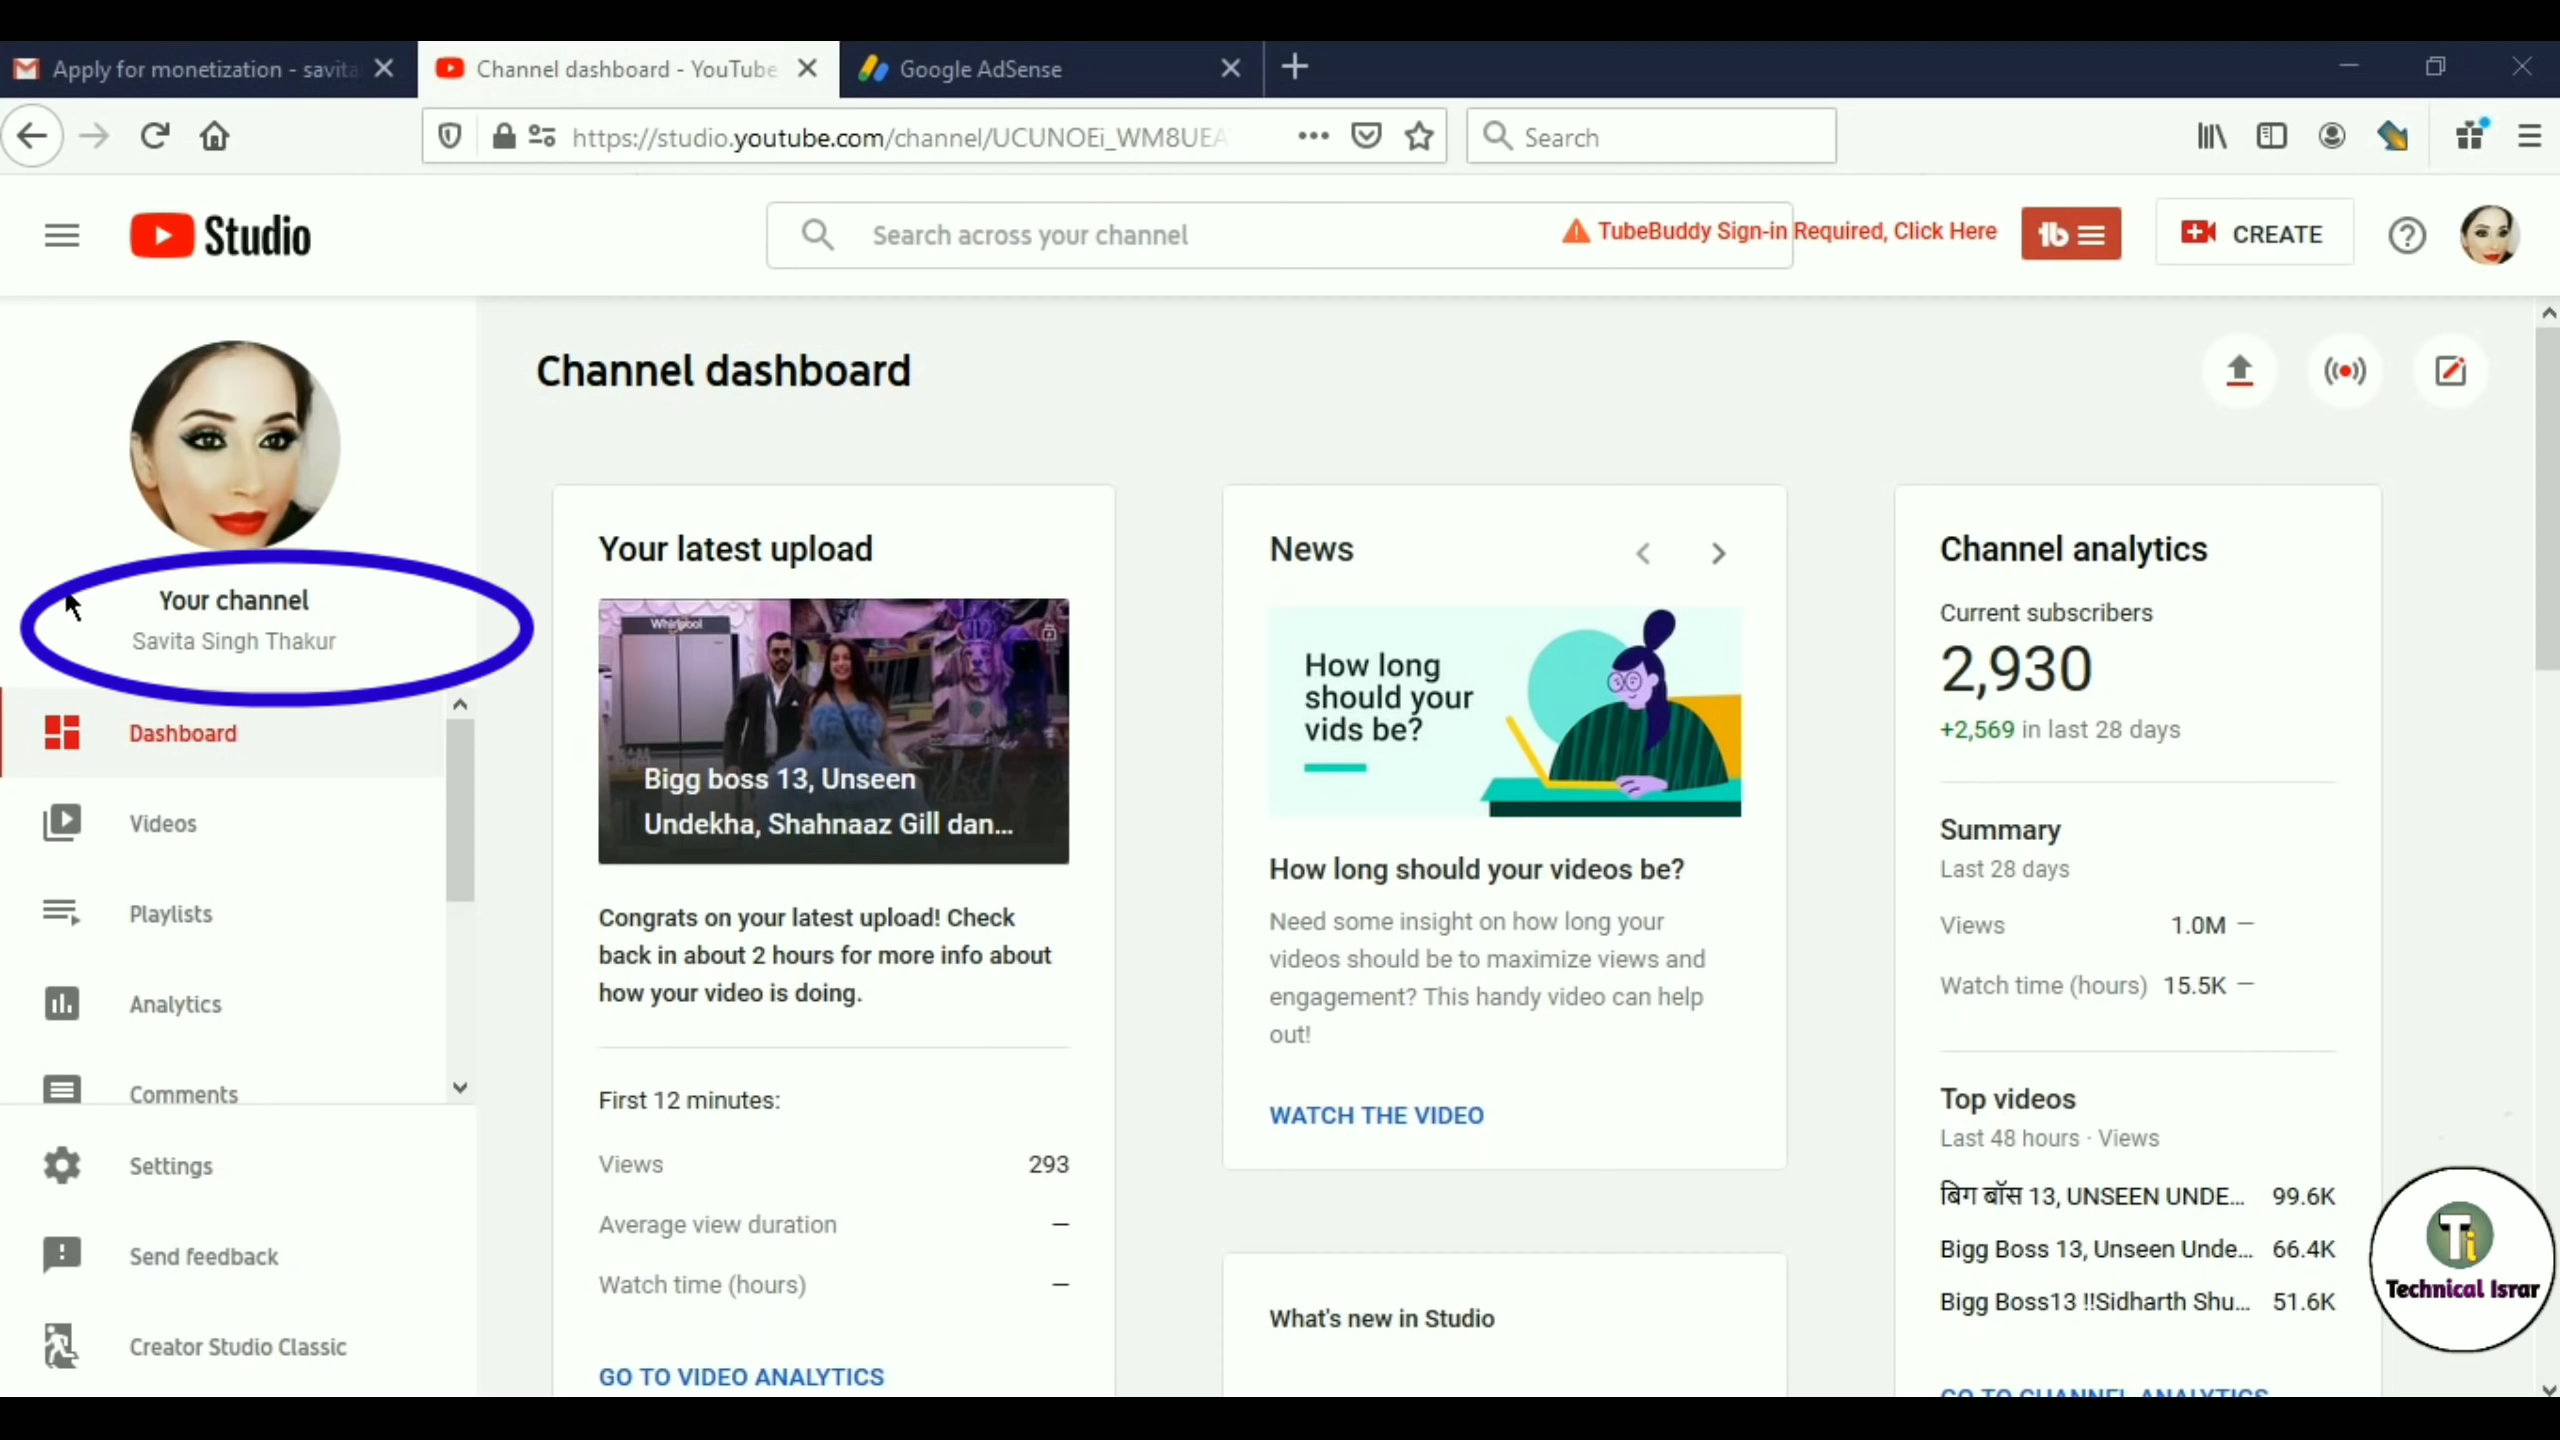 Apply for monetization - savita
Channel dashboard - YouTube
Google AdSense
https://studio.youtube.com/channel/UCUNOEi_WM8UEA
Search
Studio
Search across your channel
TubeBuddy Sign-in Required, Click Here
tb
CREATE
Your channel
Savita Singh Thakur
Dashboard
Videos
Playlists
Analytics
Comments
Settings
Send feedback
Creator Studio Classic
Channel dashboard
Your latest upload
Whirlpool
Bigg boss 13, Unseen
Undekha, Shahnaaz Gill dan...
Congrats on your latest upload! Check
back in about 2 hours for more info about
how your video is doing.
First 12 minutes:
Views 293
Average view duration —
Watch time (hours) —
GO TO VIDEO ANALYTICS
News
How long
should your
vids be?
How long should your videos be?
Need some insight on how long your
videos should be to maximize views and
engagement? This handy video can help
out!
WATCH THE VIDEO
What's new in Studio
Channel analytics
Current subscribers
2,930
+2,569 in last 28 days
Summary
Last 28 days
Views 1.0M —
Watch time (hours) 15.5K —
Top videos
Last 48 hours · Views
बिग बॉस 13, UNSEEN UNDE... 99.6K
Bigg Boss 13, Unseen Unde... 66.4K
Bigg Boss13 !!Sidharth Shu... 51.6K
GO TO CHANNEL ANALYTICS
Ti
Technical Israr